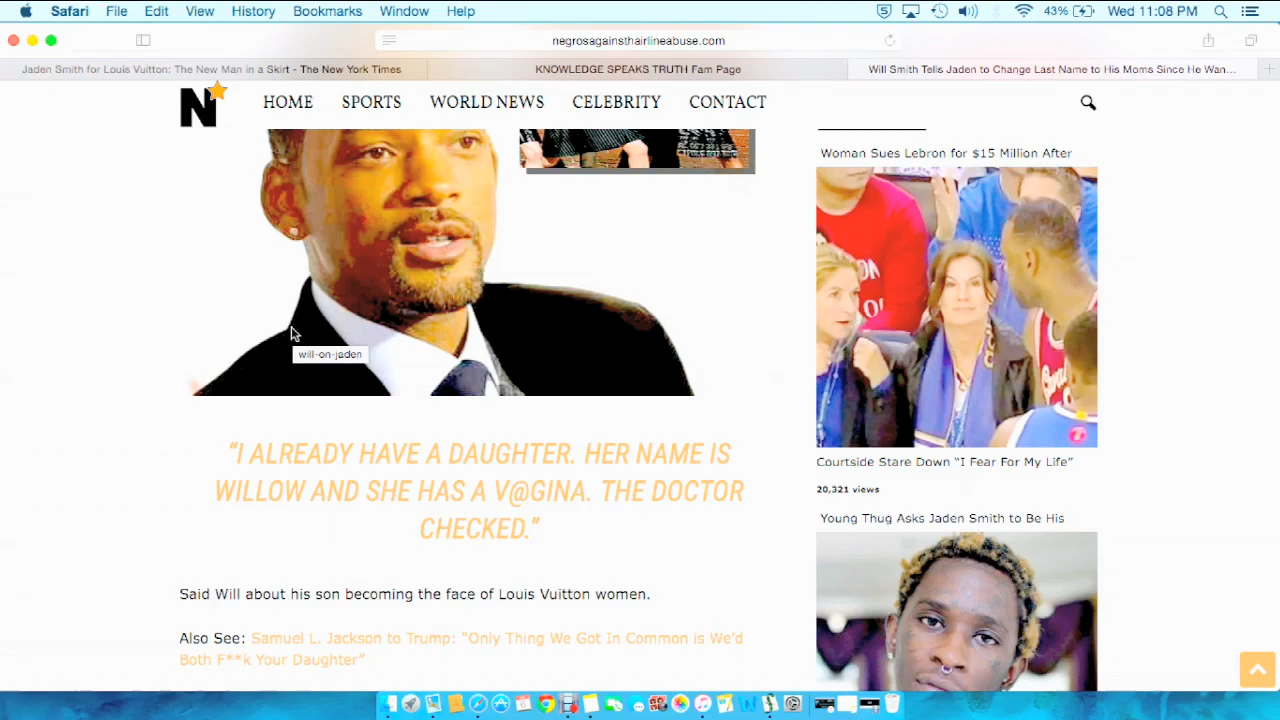 Safari File Edit View History Bookmarks Window Help 5 43% Wed 11:08 PM
negrosagainsthairlineabuse.com
Jaden Smith for Louis Vuitton: The New Man in a Skirt - The New York Times
KNOWLEDGE SPEAKS TRUTH Fam Page
Will Smith Tells Jaden to Change Last Name to His Moms Since He Wan...
N HOME SPORTS WORLD NEWS CELEBRITY CONTACT
will-on-jaden
“I ALREADY HAVE A DAUGHTER. HER NAME IS
WILLOW AND SHE HAS A V@GINA. THE DOCTOR
CHECKED.”
Said Will about his son becoming the face of Louis Vuitton women.
Also See: Samuel L. Jackson to Trump: “Only Thing We Got In Common is We’d
Both F**k Your Daughter”
Woman Sues Lebron for $15 Million After
Courtside Stare Down “I Fear For My Life”
20,321 views
Young Thug Asks Jaden Smith to Be His